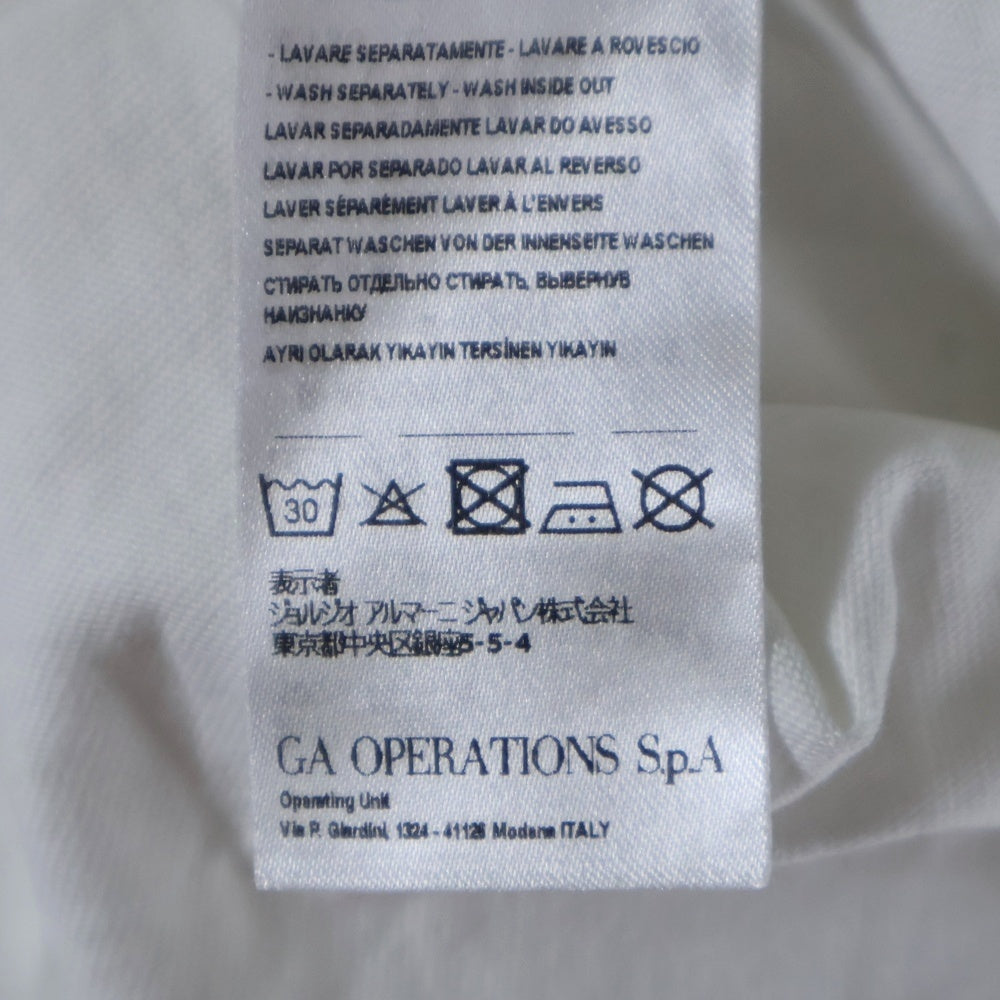 - LAVARE SEPARATAMENTE - LAVARE A ROVESCIO
- WASH SEPARATELY - WASH INSIDE OUT
LAVAR SEPARADAMENTE LAVAR DO AVESSO
LAVAR POR SEPARADO LAVAR AL REVERSO
LAVER SÉPARÉMENT LAVER À L'ENVERS
SEPARAT WASCHEN VON DER INNENSEITE WASCHEN
СТИРАТЬ ОТДЕЛЬНО СТИРАТЬ, ВЫВЕРНУВ
НАИЗНАНКУ
AYRI OLARAK YIKAYIN TERSİNEN YIKAYIN
30
表示者
ジョルジオ アルマーニ ジャパン株式会社
東京都中央区銀座5-5-4
GA OPERATIONS S.p.A
Operating Unit
Via P. Giardini, 1324 - 41126 Modena ITALY